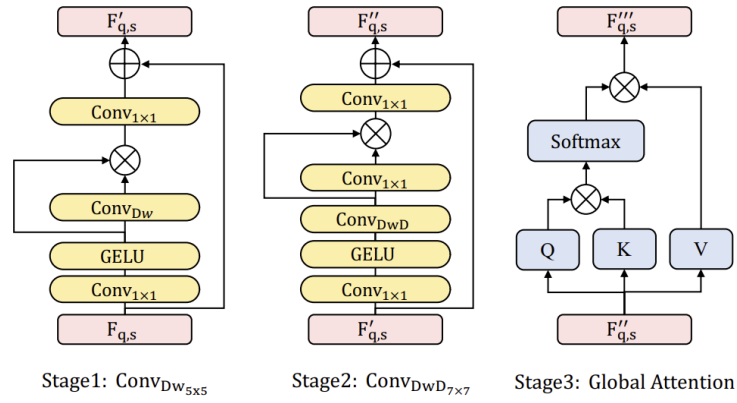 F′q,s
Conv1×1
ConvDw
GELU
Conv1×1
Fq,s
Stage1: ConvDw5x5
F′′q,s
Conv1×1
Conv1×1
ConvDwD
GELU
Conv1×1
F′q,s
Stage2: ConvDwD7×7
F′′′q,s
Softmax
Q K V
F′′q,s
Stage3: Global Attention